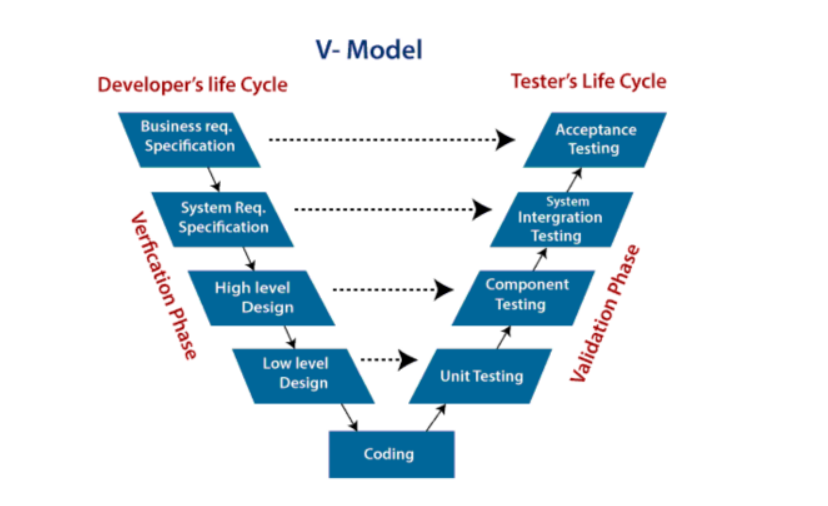 V- Model
Developer's life Cycle
Tester's Life Cycle
Business req.
Specification
Acceptance
Testing
System Req.
Specification
System
Intergration
Testing
High level
Design
Component
Testing
Low level
Design
Unit Testing
Coding
Verfication Phase
Validation Phase